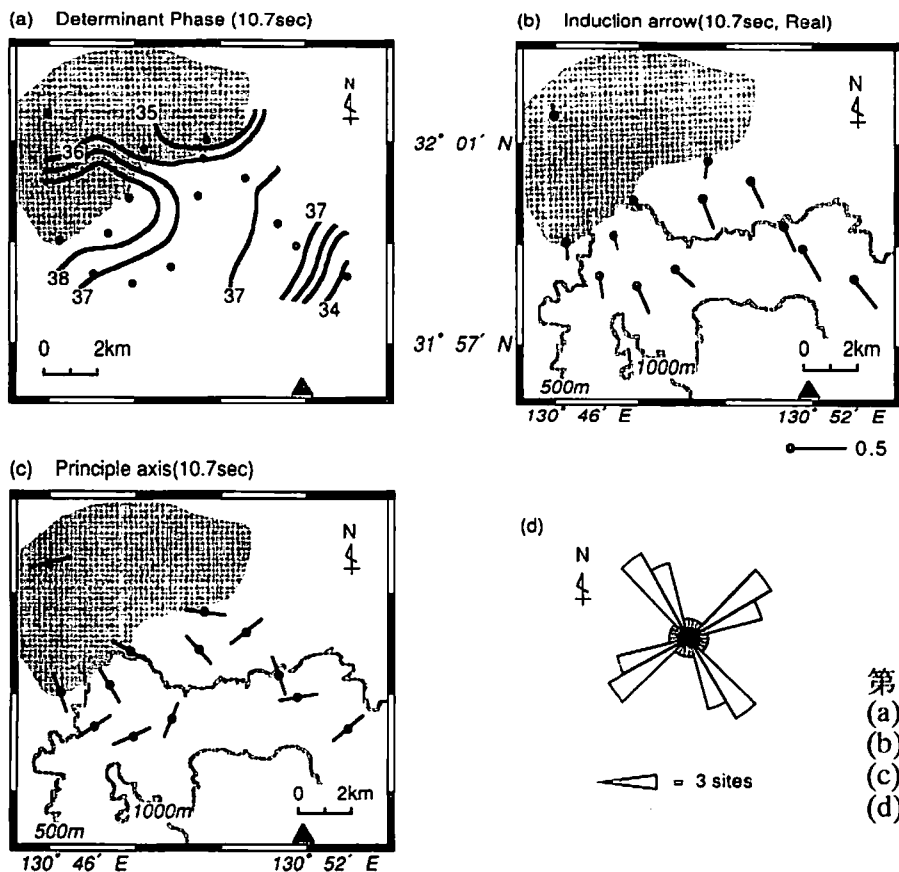 (a) Determinant Phase (10.7sec)
N
35
36
37
38
37
37
34
0 2km
(b) Induction arrow(10.7sec, Real)
N
32° 01′ N
31° 57′ N
0 2km
1000m
500m
130° 46′ E 130° 52′ E
0.5
(c) Principle axis(10.7sec)
N
0 2km
1000m
500m
130° 46′ E 130° 52′ E
(d)
N
= 3 sites
第
(a)
(b)
(c)
(d)